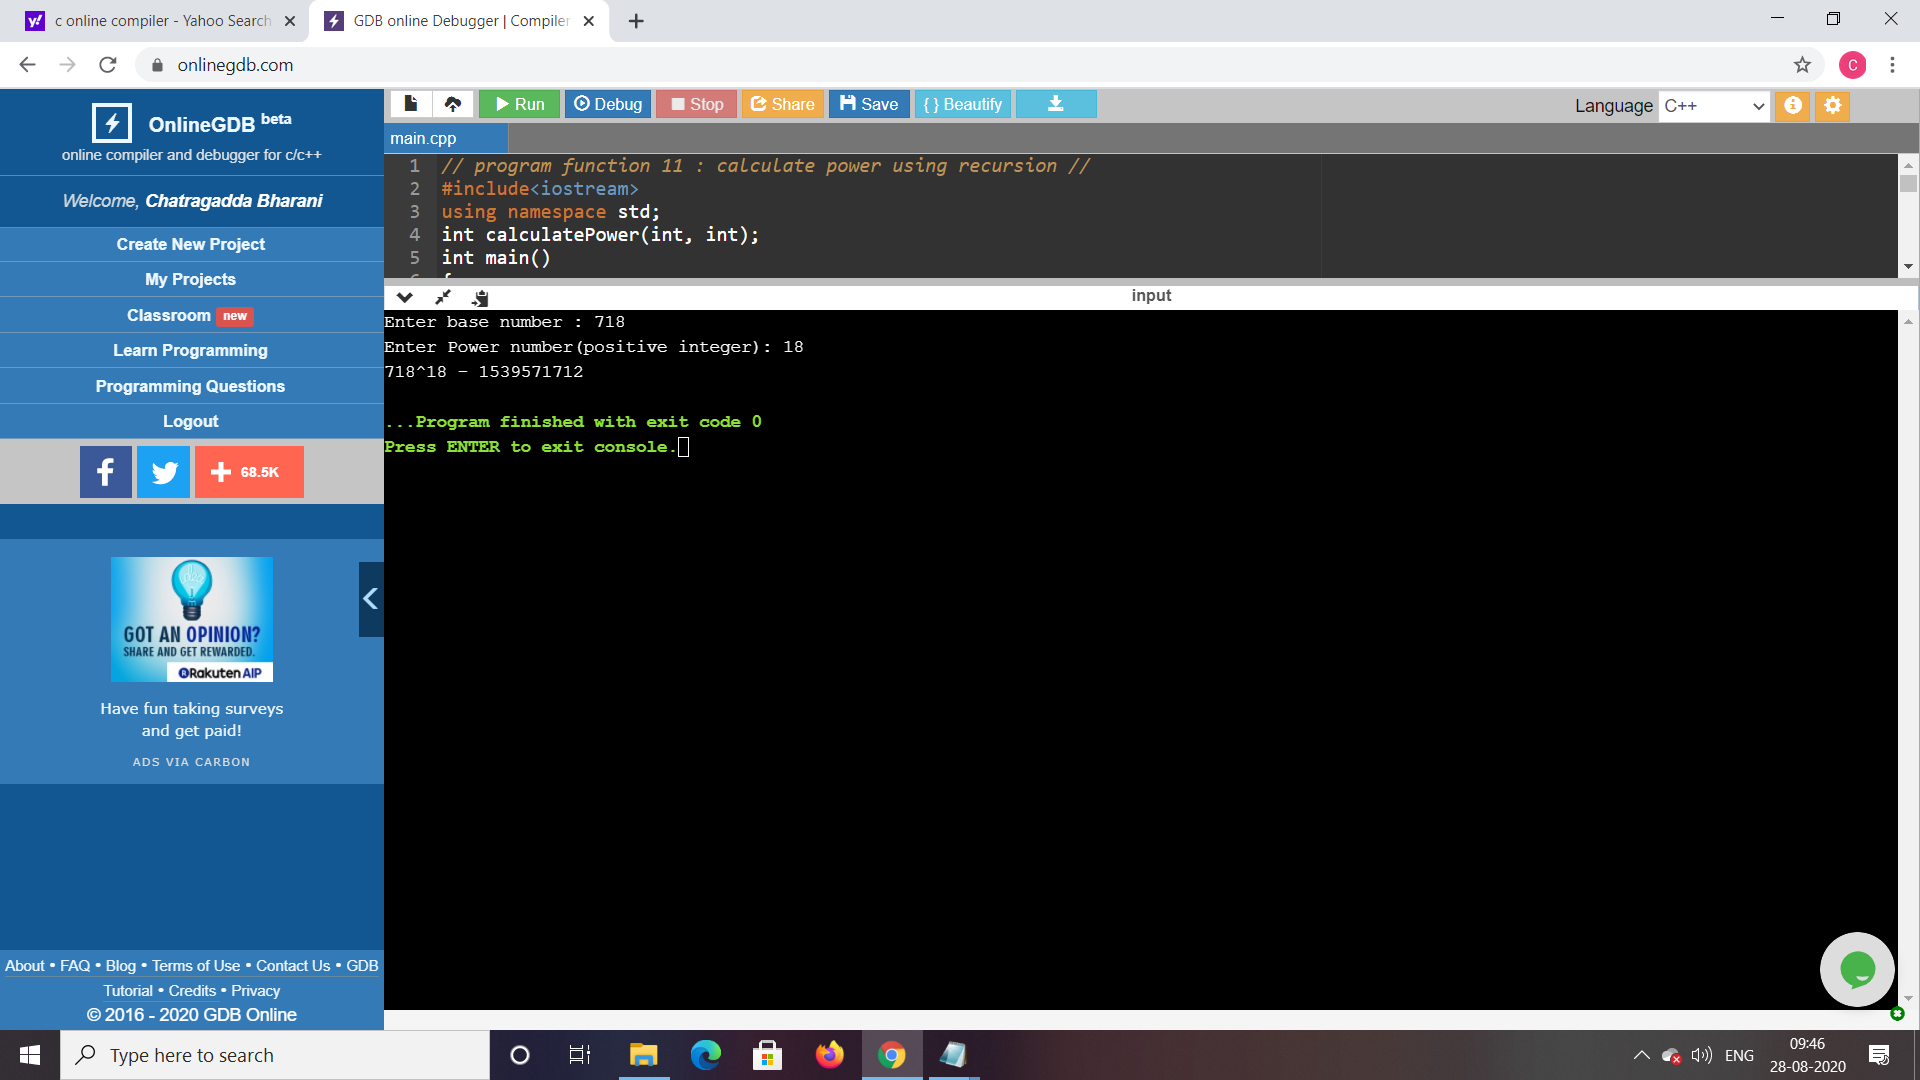 c online compiler - Yahoo Search
GDB online Debugger | Compiler
onlinegdb.com
C
OnlineGDB beta
online compiler and debugger for c/c++
Welcome, Chatragadda Bharani
Create New Project
My Projects
Classroom new
Learn Programming
Programming Questions
Logout
68.5K
GOT AN OPINION?
SHARE AND GET REWARDED.
Rakuten AIP
Have fun taking surveys
and get paid!
ADS VIA CARBON
About • FAQ • Blog • Terms of Use • Contact Us • GDB
Tutorial • Credits • Privacy
© 2016 - 2020 GDB Online
Run Debug Stop Share Save { } Beautify
Language C++
main.cpp
1 // program function 11 : calculate power using recursion //
2 #include<iostream>
3 using namespace std;
4 int calculatePower(int, int);
5 int main()
input
Enter base number : 718
Enter Power number(positive integer): 18
718^18 - 1539571712
...Program finished with exit code 0
Press ENTER to exit console.
Type here to search
ENG
09:46
28-08-2020